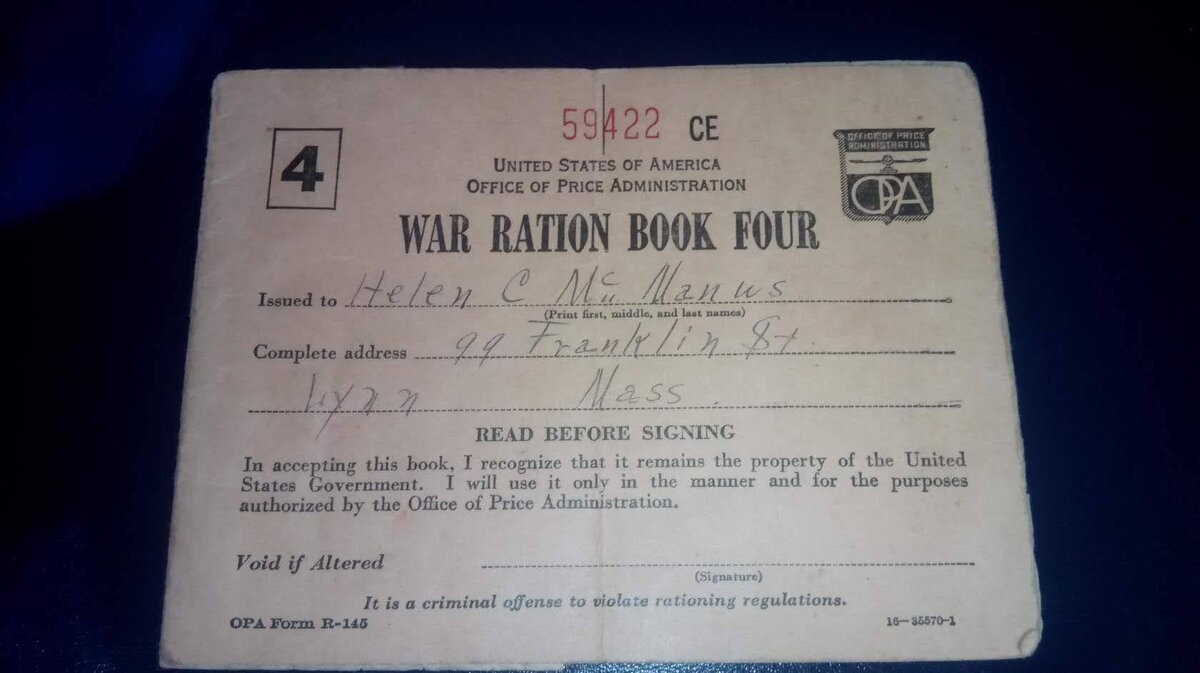 59422 CE
4
UNITED STATES OF AMERICA
OFFICE OF PRICE ADMINISTRATION
OFFICE OF PRICE
ADMINISTRATION
OPA
WAR RATION BOOK FOUR
Issued to Helen C Mc Manus
(Print first, middle, and last names)
Complete address 99 Franklin St.
Lynn Mass.
READ BEFORE SIGNING
In accepting this book, I recognize that it remains the property of the United
States Government. I will use it only in the manner and for the purposes
authorized by the Office of Price Administration.
Void if Altered
(Signature)
It is a criminal offense to violate rationing regulations.
OPA Form R-145
16—35570-1